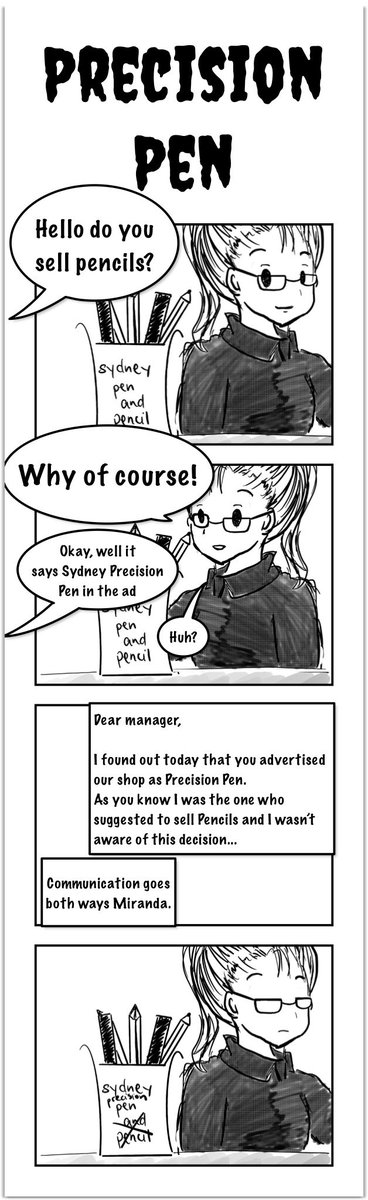 PRECISION
PEN
Hello do you
sell pencils?
sydney
pen
and
pencil
Why of course!
Okay, well it
says Sydney Precision
Pen in the ad
Huh?
sydney
pen
and
pencil
Dear manager,
I found out today that you advertised
our shop as Precision Pen.
As you know I was the one who
suggested to sell Pencils and I wasn't
aware of this decision...
Communication goes
both ways Miranda.
sydney
precision
pen
and
pencil